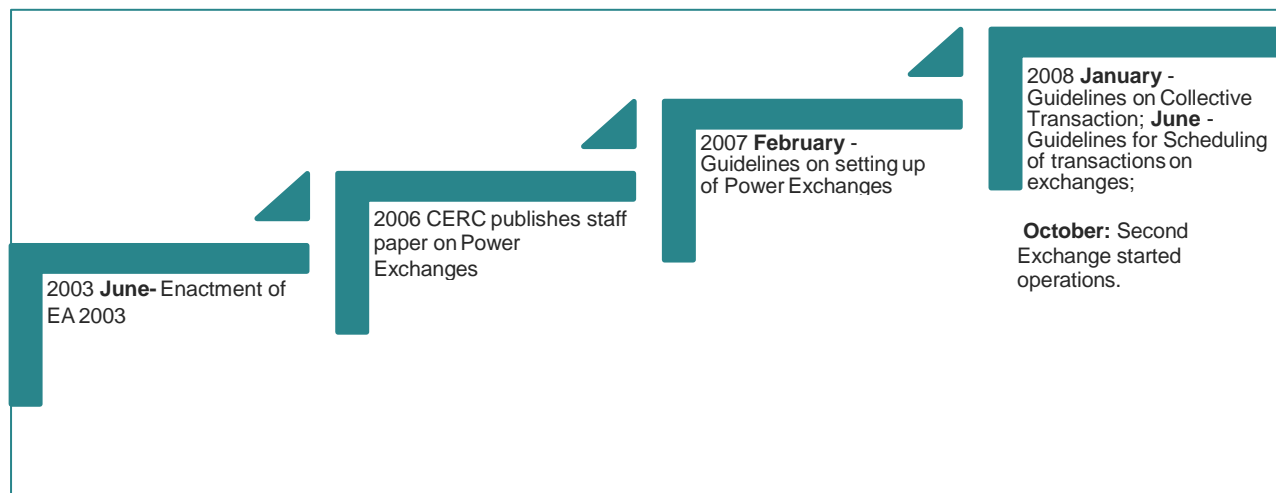 2003 June- Enactment of
EA 2003
2006 CERC publishes staff
paper on Power
Exchanges
2007 February -
Guidelines on setting up
of Power Exchanges
2008 January -
Guidelines on Collective
Transaction; June -
Guidelines for Scheduling
of transactions on
exchanges;
October: Second
Exchange started
operations.